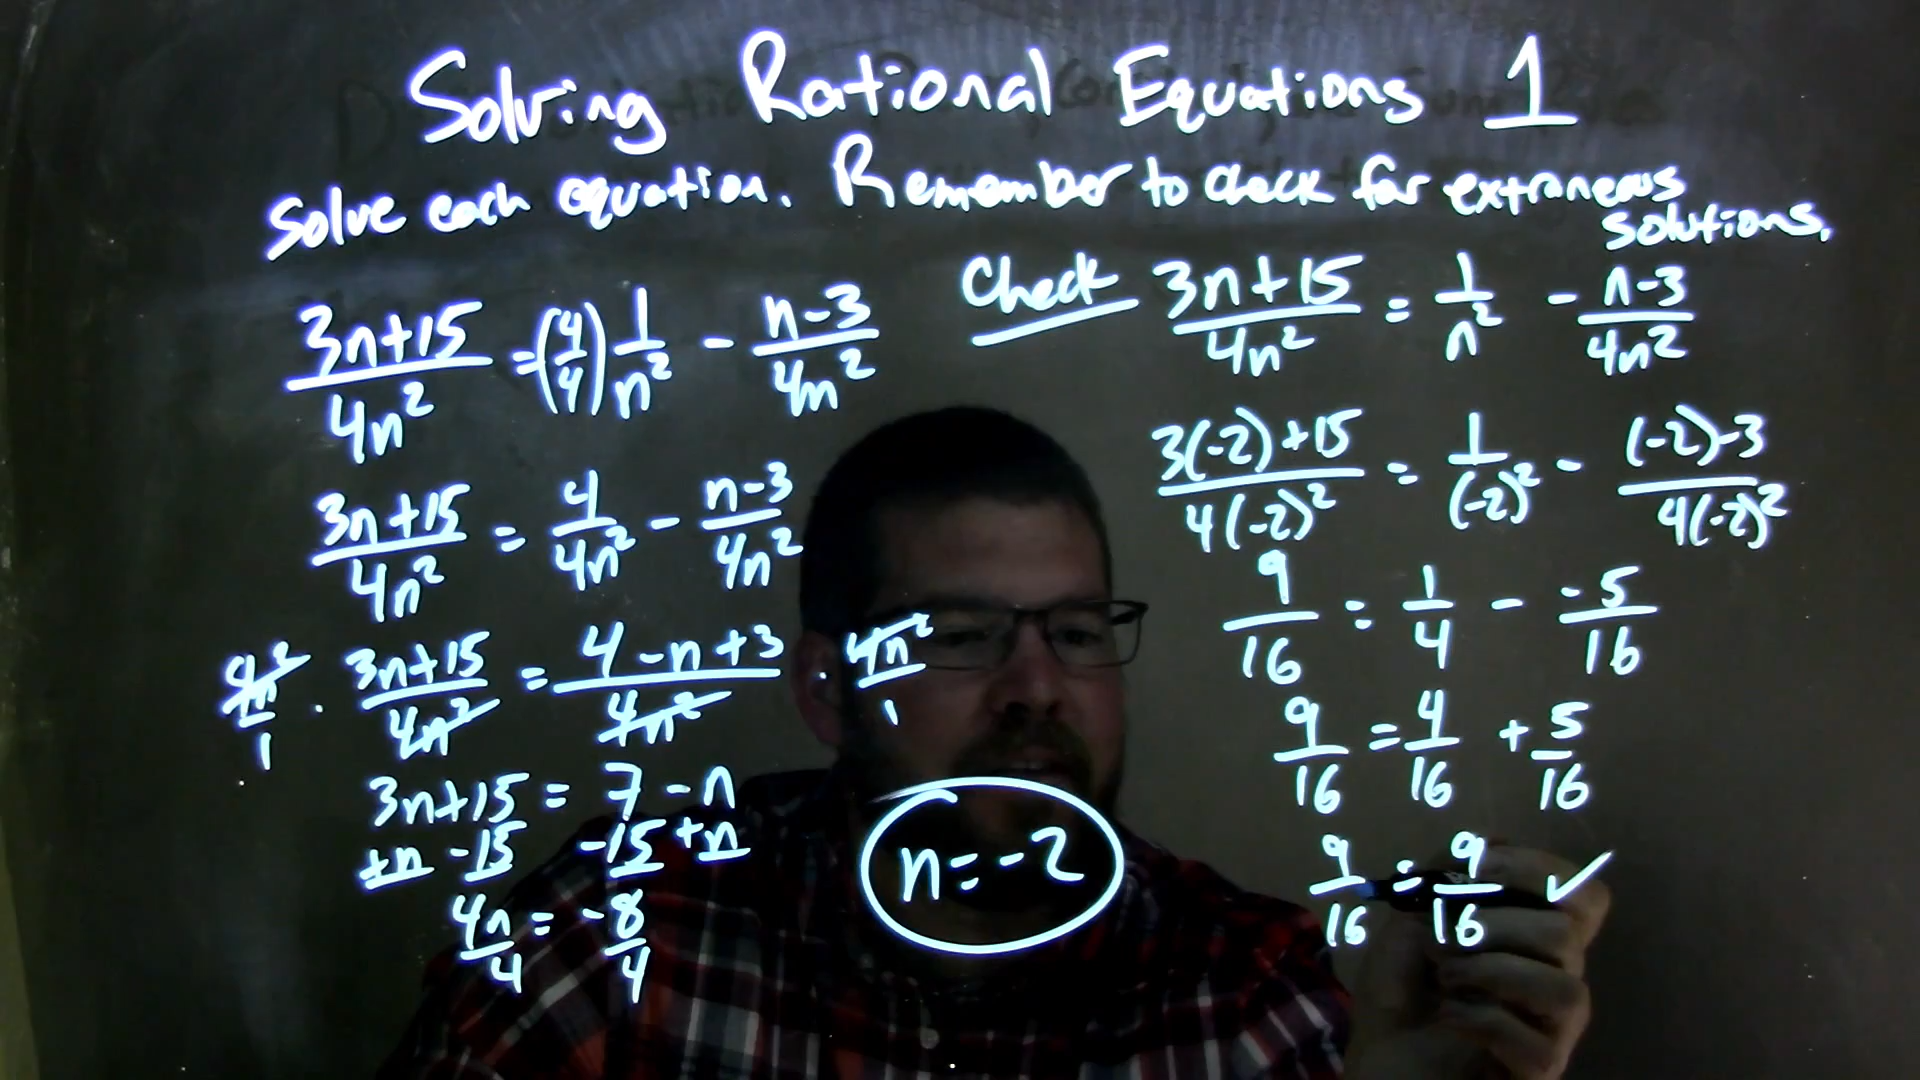 Solving Rational Equations 1
Solve each equation. Remember to check for extraneous
solutions.
(3n+15)/(4n²) = (4/4) 1/n² - (n-3)/(4n²)
(3n+15)/(4n²) = 4/(4n²) - (n-3)/(4n²)
4n²/1 · (3n+15)/(4n²) = (4-n+3)/(4n²) · 4n²/1
3n+15 = 7-n
+n -15 -15 +n
4n/4 = -8/4
n=-2
Check (3n+15)/(4n²) = 1/n² - (n-3)/(4n²)
(3(-2)+15)/(4(-2)²) = 1/(-2)² - ((-2)-3)/(4(-2)²)
9/16 = 1/4 - -5/16
9/16 = 4/16 + 5/16
9/16 = 9/16 ✓